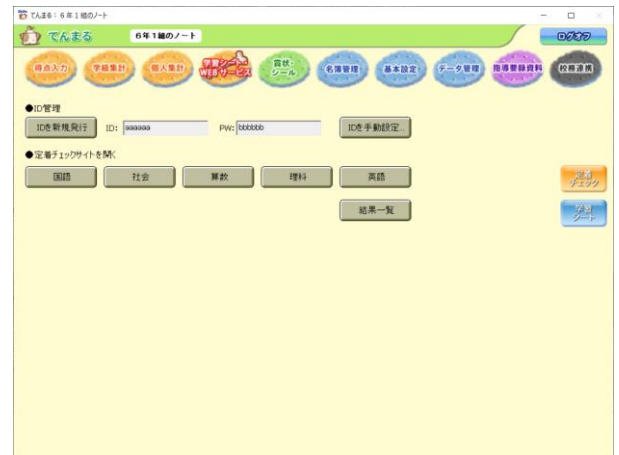 てんまる：6年1組のノート
てんまる 6年1組のノート ログオフ
得点入力 学級集計 個人集計 学習シート WEBサービス 賞状・シール 名簿管理 基本設定 データ管理 指導要録資料 校務連携
●ID管理
IDを新規発行 ID: aaaaaa PW: bbbbbb IDを手動設定...
●定着チェックサイトを開く
国語 社会 算数 理科 英語 定着チェック
結果一覧 学習シート